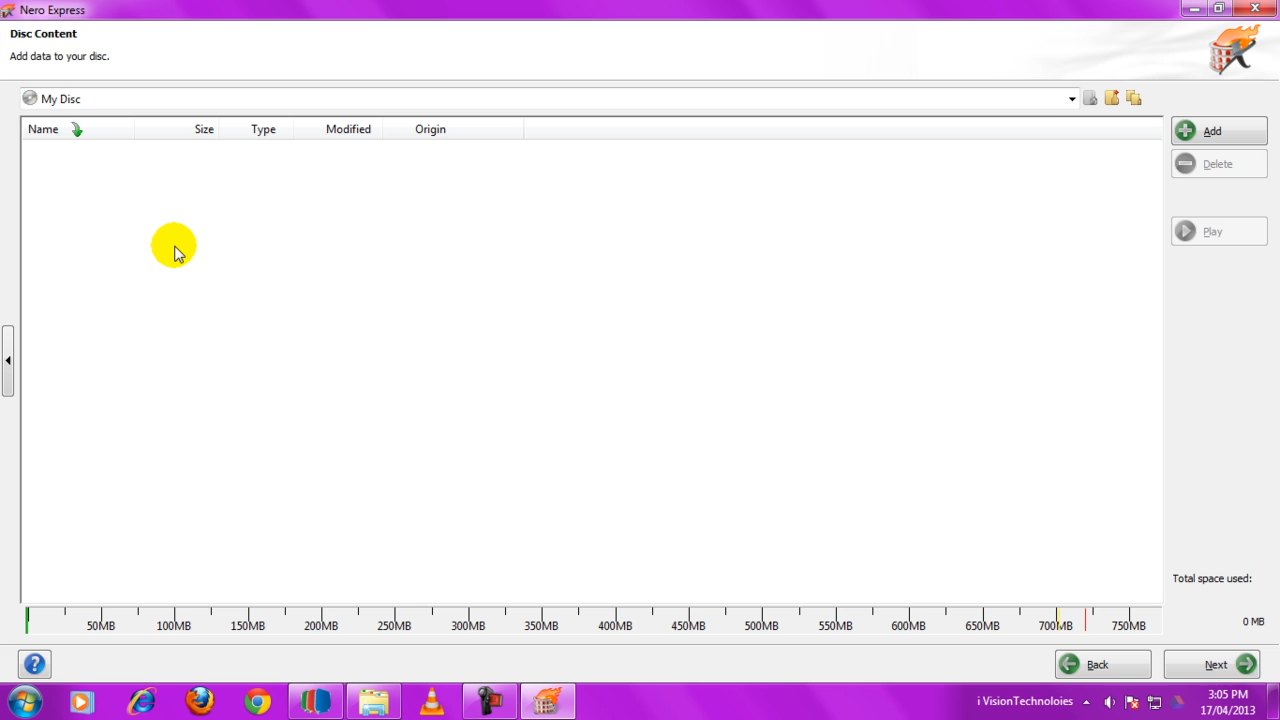 Nero Express
Disc Content
Add data to your disc.
My Disc
Name Size Type Modified Origin
Add
Delete
Play
Total space used:
50MB 100MB 150MB 200MB 250MB 300MB 350MB 400MB 450MB 500MB 550MB 600MB 650MB 700MB 750MB
0 MB
Back Next
i VisionTechnoloies
3:05 PM
17/04/2013